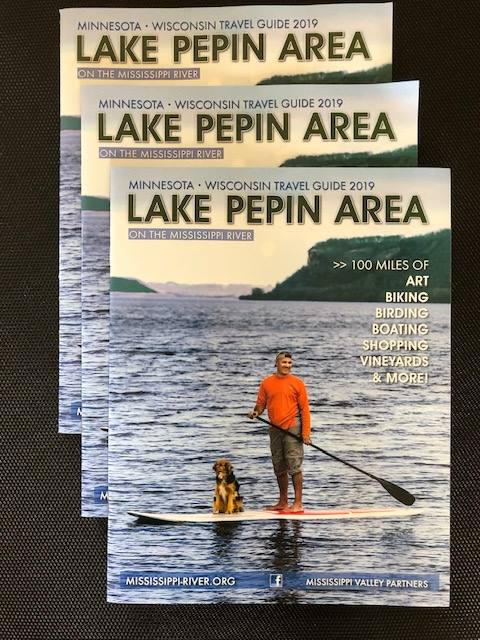 MINNESOTA • WISCONSIN TRAVEL GUIDE 2019
LAKE PEPIN AREA
ON THE MISSISSIPPI RIVER
MINNESOTA • WISCONSIN TRAVEL GUIDE 2019
LAKE PEPIN AREA
ON THE MISSISSIPPI RIVER
MINNESOTA • WISCONSIN TRAVEL GUIDE 2019
LAKE PEPIN AREA
ON THE MISSISSIPPI RIVER
>> 100 MILES OF
ART
BIKING
BIRDING
BOATING
SHOPPING
VINEYARDS
& MORE!
M
M
MISSISSIPPI-RIVER.ORG
f
MISSISSIPPI VALLEY PARTNERS